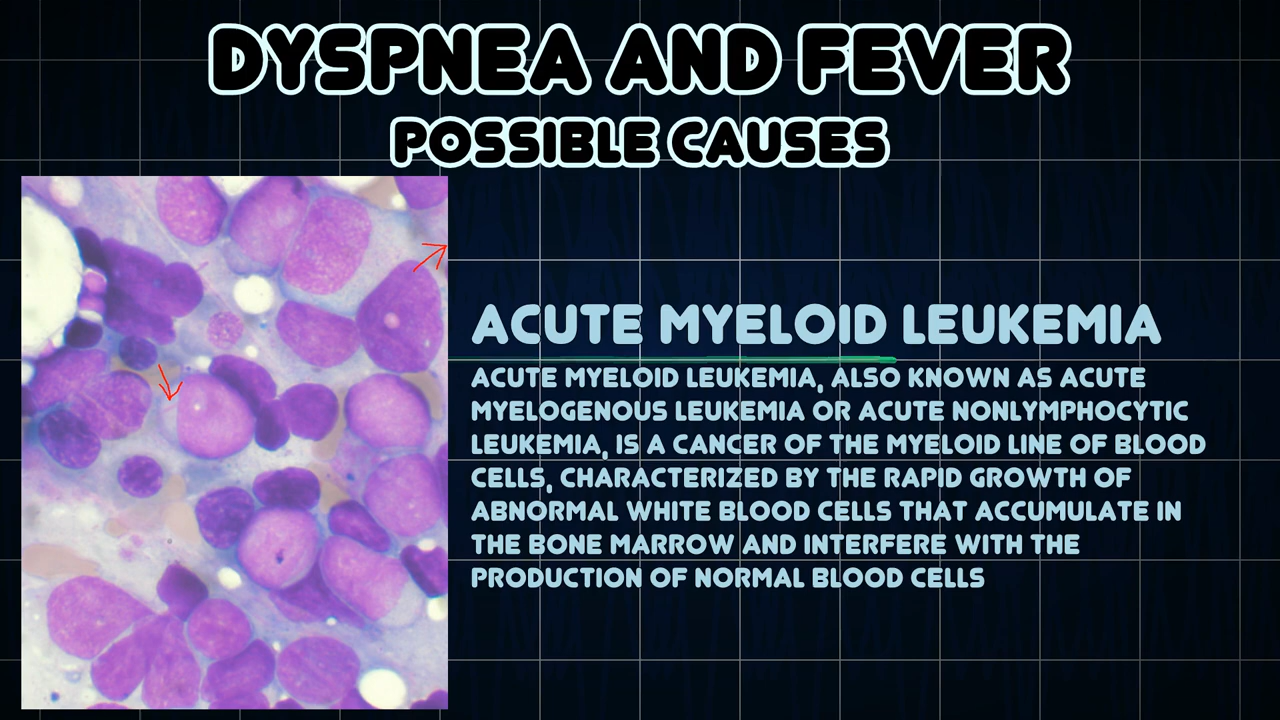 DYSPNEA AND FEVER
POSSIBLE CAUSES
ACUTE MYELOID LEUKEMIA
ACUTE MYELOID LEUKEMIA, ALSO KNOWN AS ACUTE
MYELOGENOUS LEUKEMIA OR ACUTE NONLYMPHOCYTIC
LEUKEMIA, IS A CANCER OF THE MYELOID LINE OF BLOOD
CELLS, CHARACTERIZED BY THE RAPID GROWTH OF
ABNORMAL WHITE BLOOD CELLS THAT ACCUMULATE IN
THE BONE MARROW AND INTERFERE WITH THE
PRODUCTION OF NORMAL BLOOD CELLS